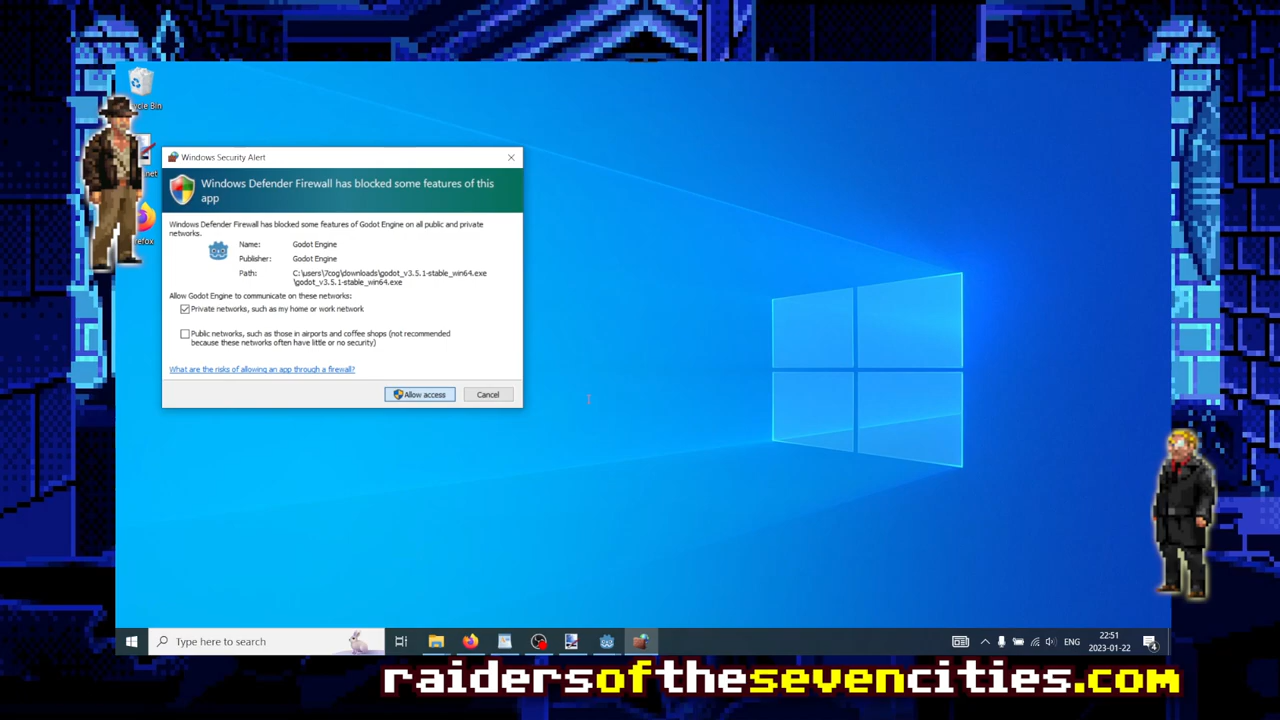 cycle Bin
net
refox
Windows Security Alert
Windows Defender Firewall has blocked some features of this
app
Windows Defender Firewall has blocked some features of Godot Engine on all public and private
networks.
Name: Godot Engine
Publisher: Godot Engine
Path: C:\users\7cog\downloads\godot_v3.5.1-stable_win64.exe
\godot_v3.5.1-stable_win64.exe
Allow Godot Engine to communicate on these networks:
Private networks, such as my home or work network
Public networks, such as those in airports and coffee shops (not recommended
because these networks often have little or no security)
What are the risks of allowing an app through a firewall?
Allow access Cancel
Type here to search
ENG
22:51
2023-01-22
4
raidersofthesevencities.com